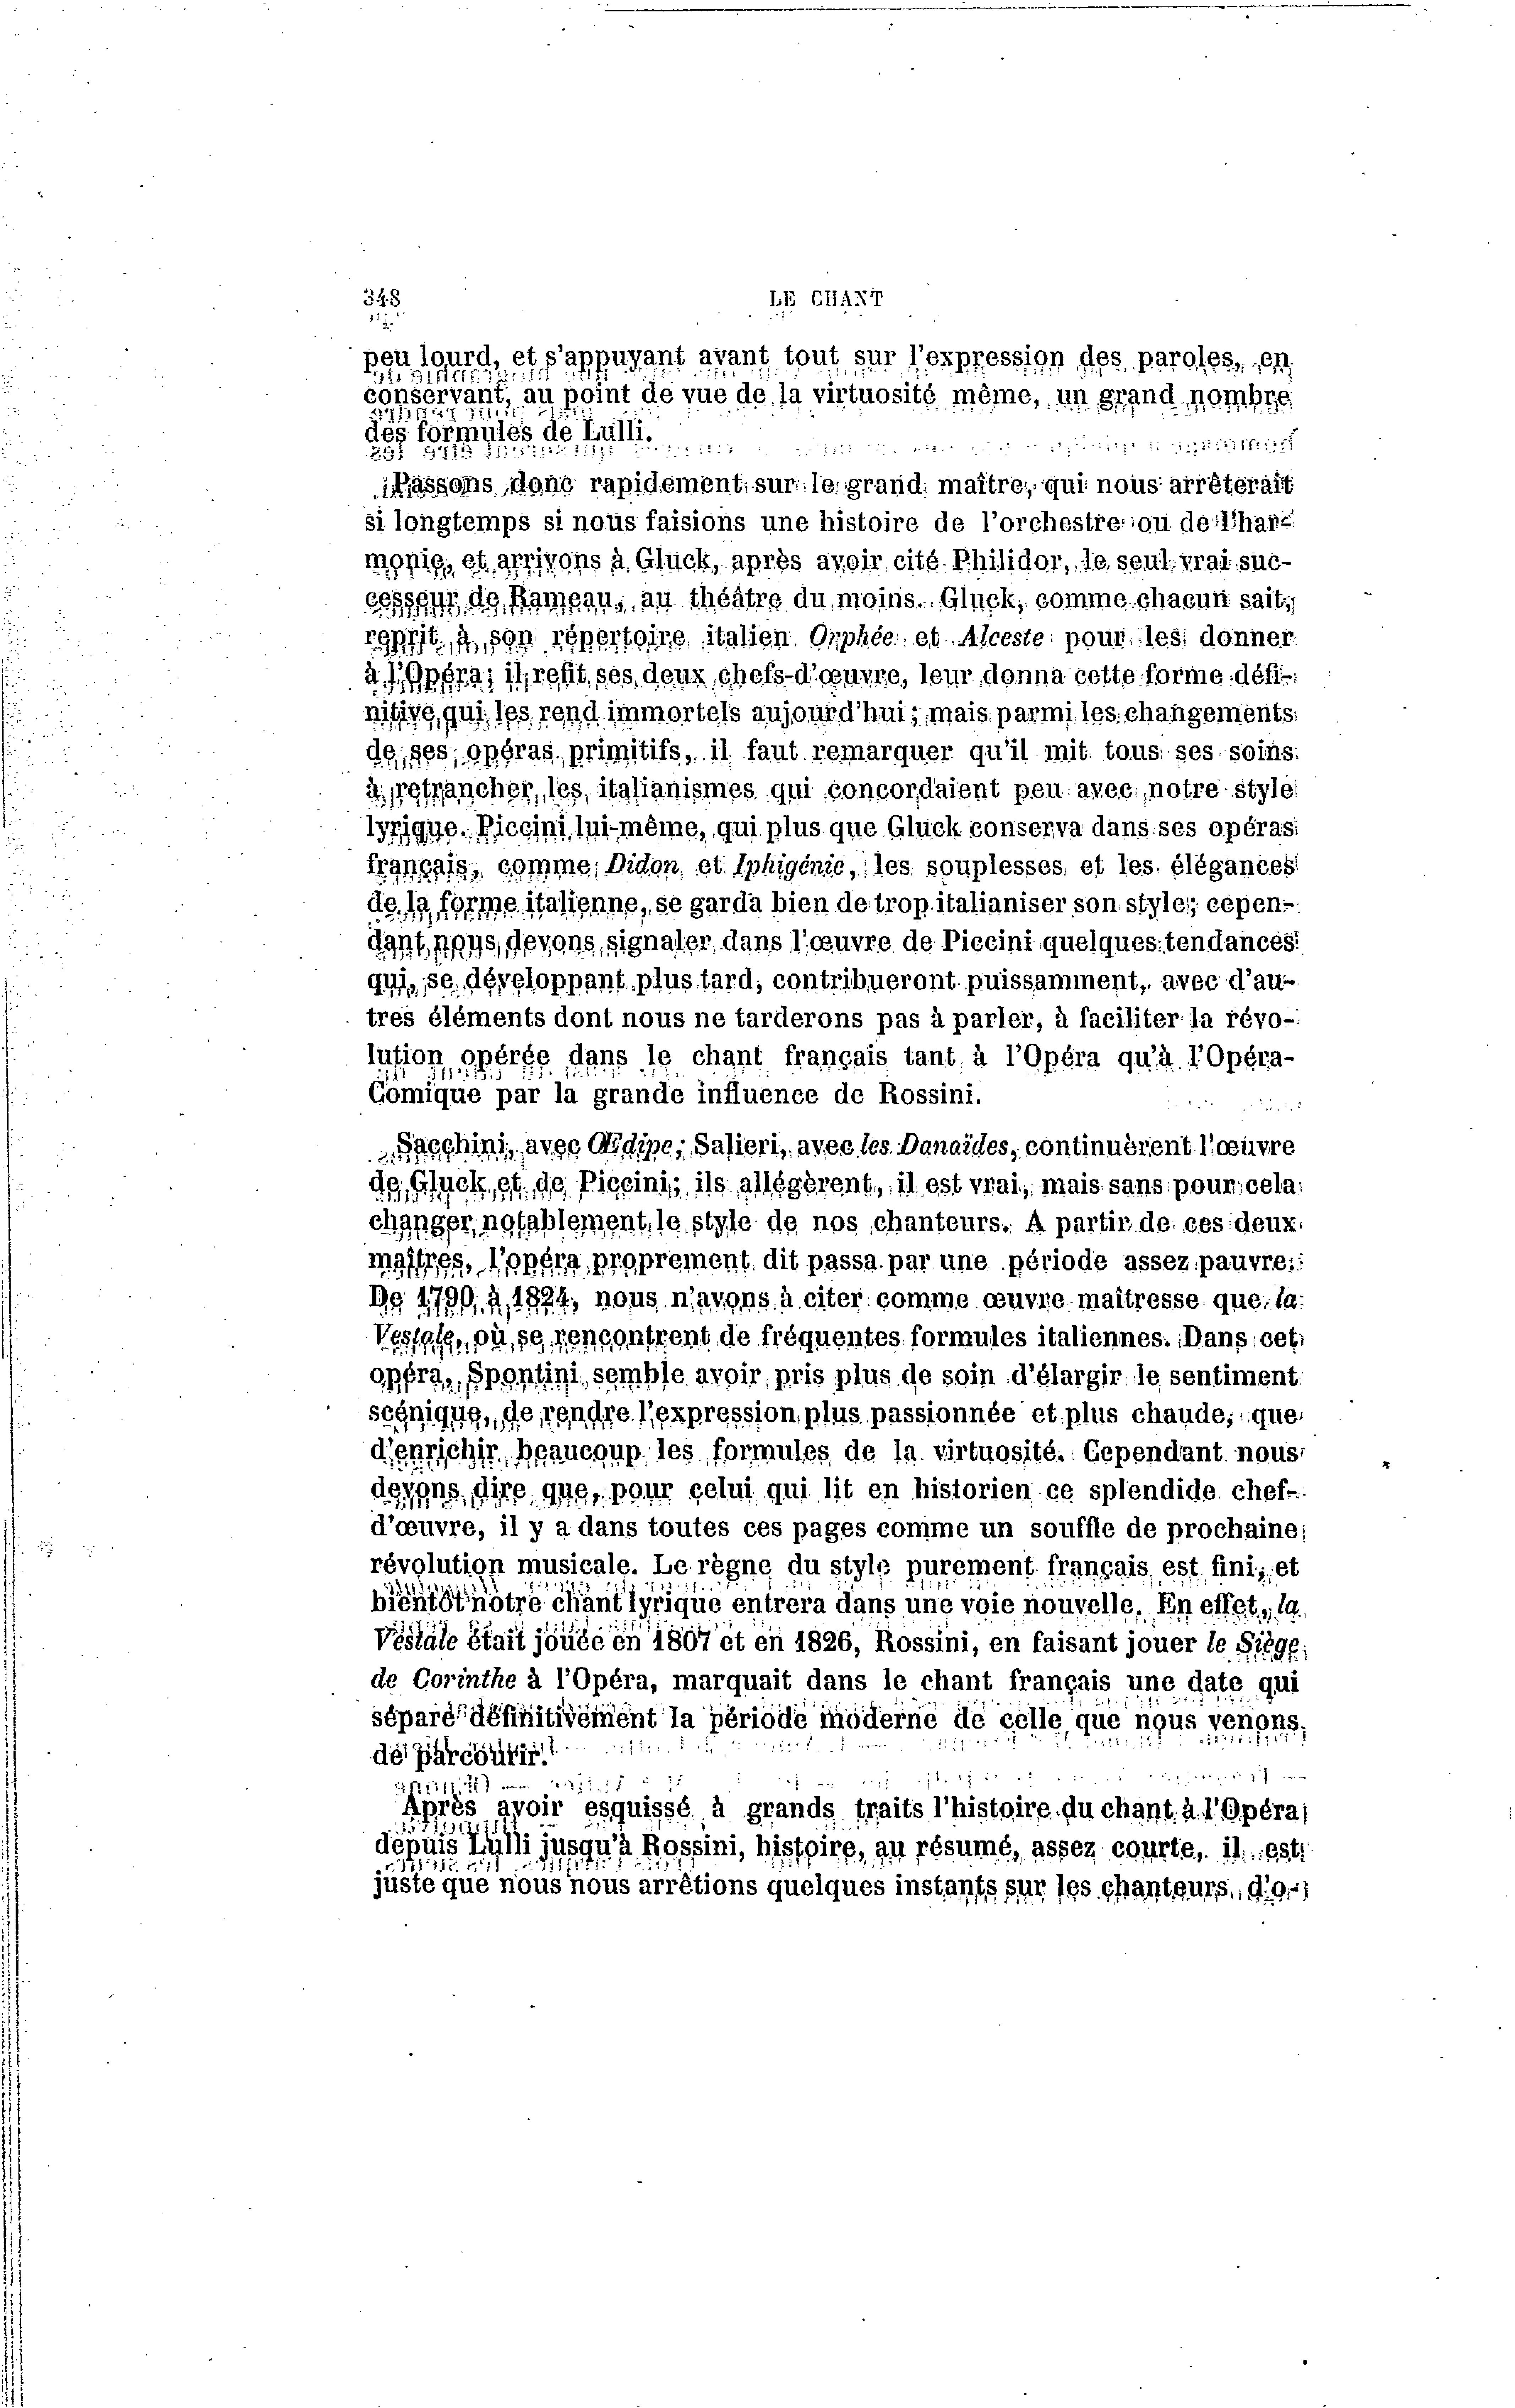 348
LE CHANT
peu lourd, et s'appuyant avant tout sur l'expression des paroles, en
conservant, au point de vue de la virtuosité même, un grand nombre
des formules de Lulli.
Passons donc rapidement sur le grand maître, qui nous arrêterait
si longtemps si nous faisions une histoire de l'orchestre ou de l'har-
monie, et arrivons à Gluck, après avoir cité Philidor, le seul vrai suc-
cesseur de Rameau, au théâtre du moins. Gluck, comme chacun sait,
reprit à son répertoire italien Orphée et Alceste pour les donner
à l'Opéra; il refit ses deux chefs-d'œuvre, leur donna cette forme défi-
nitive qui les rend immortels aujourd'hui; mais parmi les changements
de ses opéras primitifs, il faut remarquer qu'il mit tous ses soins
à retrancher les italianismes qui concordaient peu avec notre style
lyrique. Piccini lui-même, qui plus que Gluck conserva dans ses opéras
français, comme Didon et Iphigénie, les souplesses et les élégances
de la forme italienne, se garda bien de trop italianiser son style; cepen-
dant nous devons signaler dans l'œuvre de Piccini quelques tendances
qui, se développant plus tard, contribueront puissamment, avec d'au-
tres éléments dont nous ne tarderons pas à parler, à faciliter la révo-
lution opérée dans le chant français tant à l'Opéra qu'à l'Opéra-
Comique par la grande influence de Rossini.
Sacchini, avec Œdipe; Salieri, avec les Danaïdes, continuèrent l'œuvre
de Gluck et de Piccini; ils allégèrent, il est vrai, mais sans pour cela
changer notablement le style de nos chanteurs. A partir de ces deux
maîtres, l'opéra proprement dit passa par une période assez pauvre.
De 1790 à 1824, nous n'avons à citer comme œuvre maîtresse que la
Vestale, où se rencontrent de fréquentes formules italiennes. Dans cet
opéra, Spontini semble avoir pris plus de soin d'élargir le sentiment
scénique, de rendre l'expression plus passionnée et plus chaude, que
d'enrichir beaucoup les formules de la virtuosité. Cependant nous
devons dire que, pour celui qui lit en historien ce splendide chef-
d'œuvre, il y a dans toutes ces pages comme un souffle de prochaine
révolution musicale. Le règne du style purement français est fini, et
bientôt notre chant lyrique entrera dans une voie nouvelle. En effet, la
Vestale était jouée en 1807 et en 1826, Rossini, en faisant jouer le Siège
de Corinthe à l'Opéra, marquait dans le chant français une date qui
sépare définitivement la période moderne de celle que nous venons
de parcourir.
Après avoir esquissé à grands traits l'histoire du chant à l'Opéra
depuis Lulli jusqu'à Rossini, histoire, au résumé, assez courte, il est
juste que nous nous arrêtions quelques instants sur les chanteurs d'o-